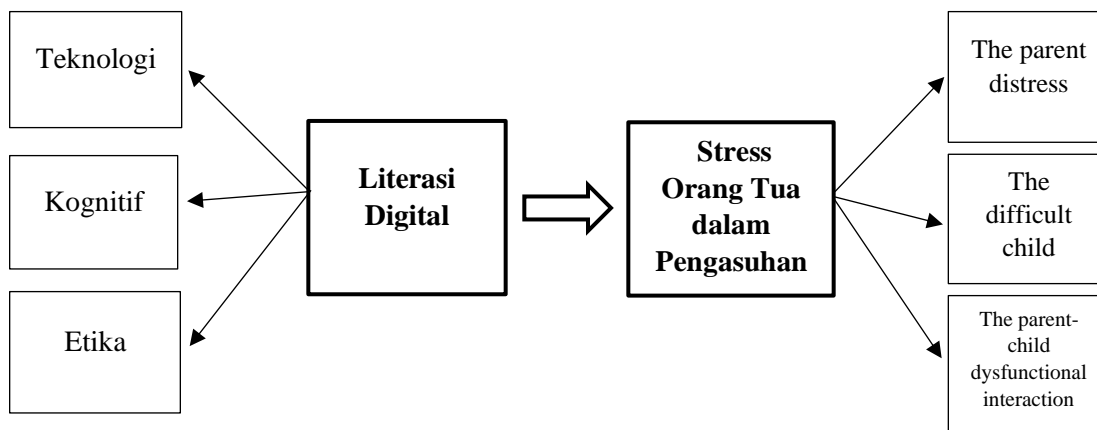 Teknologi
Kognitif
Etika
Literasi
Digital
Stress
Orang Tua
dalam
Pengasuhan
The parent
distress
The
difficult
child
The parent-
child
dysfunctional
interaction